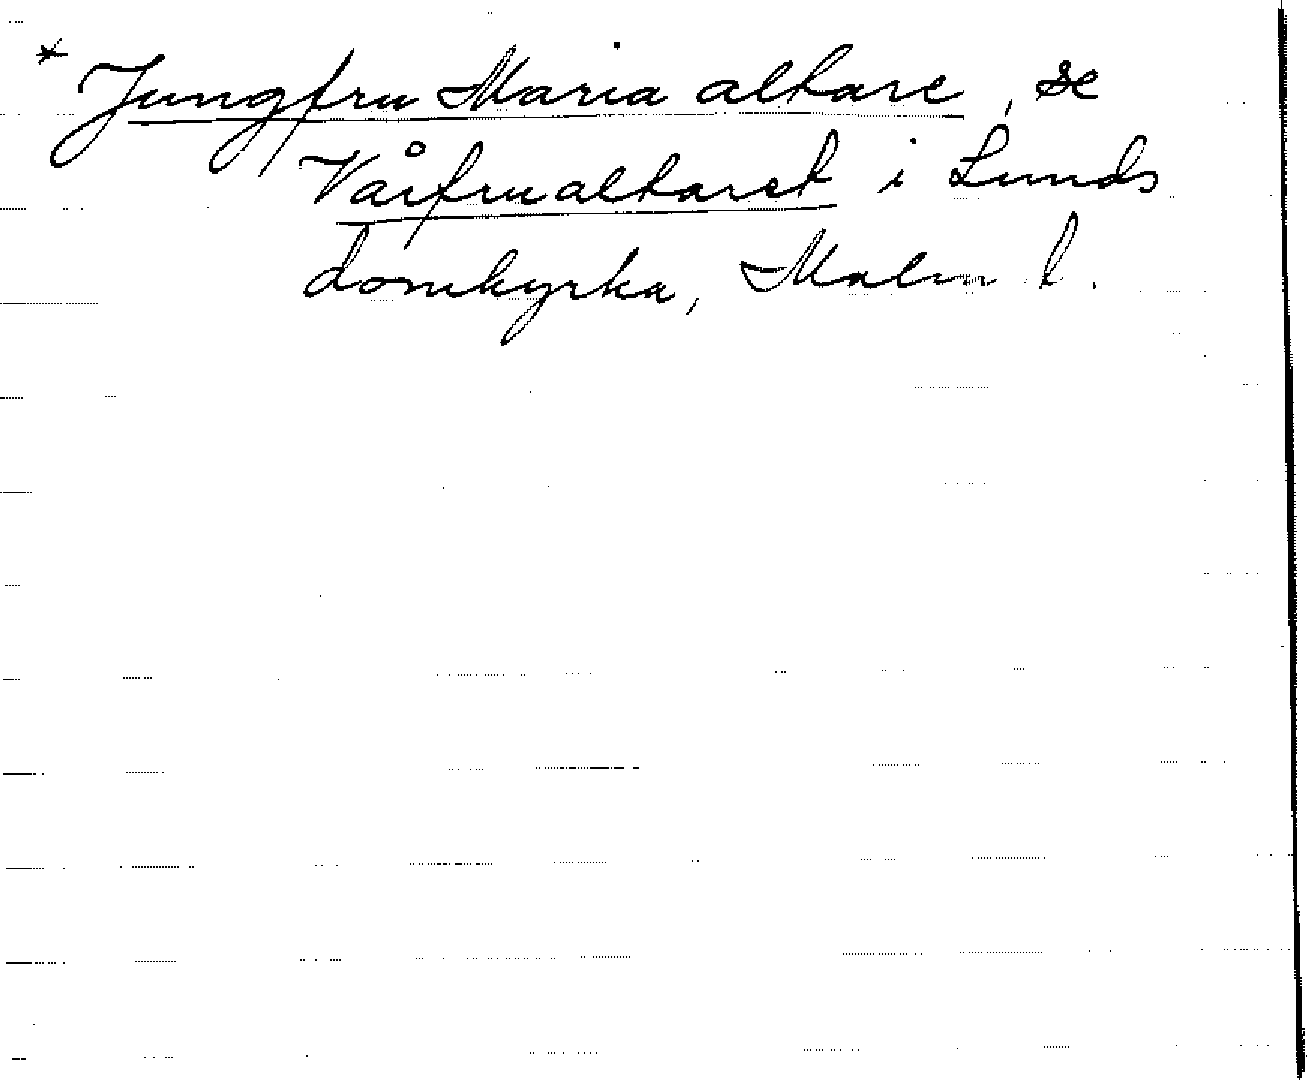 * Jungfru Maria altare, se
Vårfrualtaret i Lunds
domkyrka, Malm l.